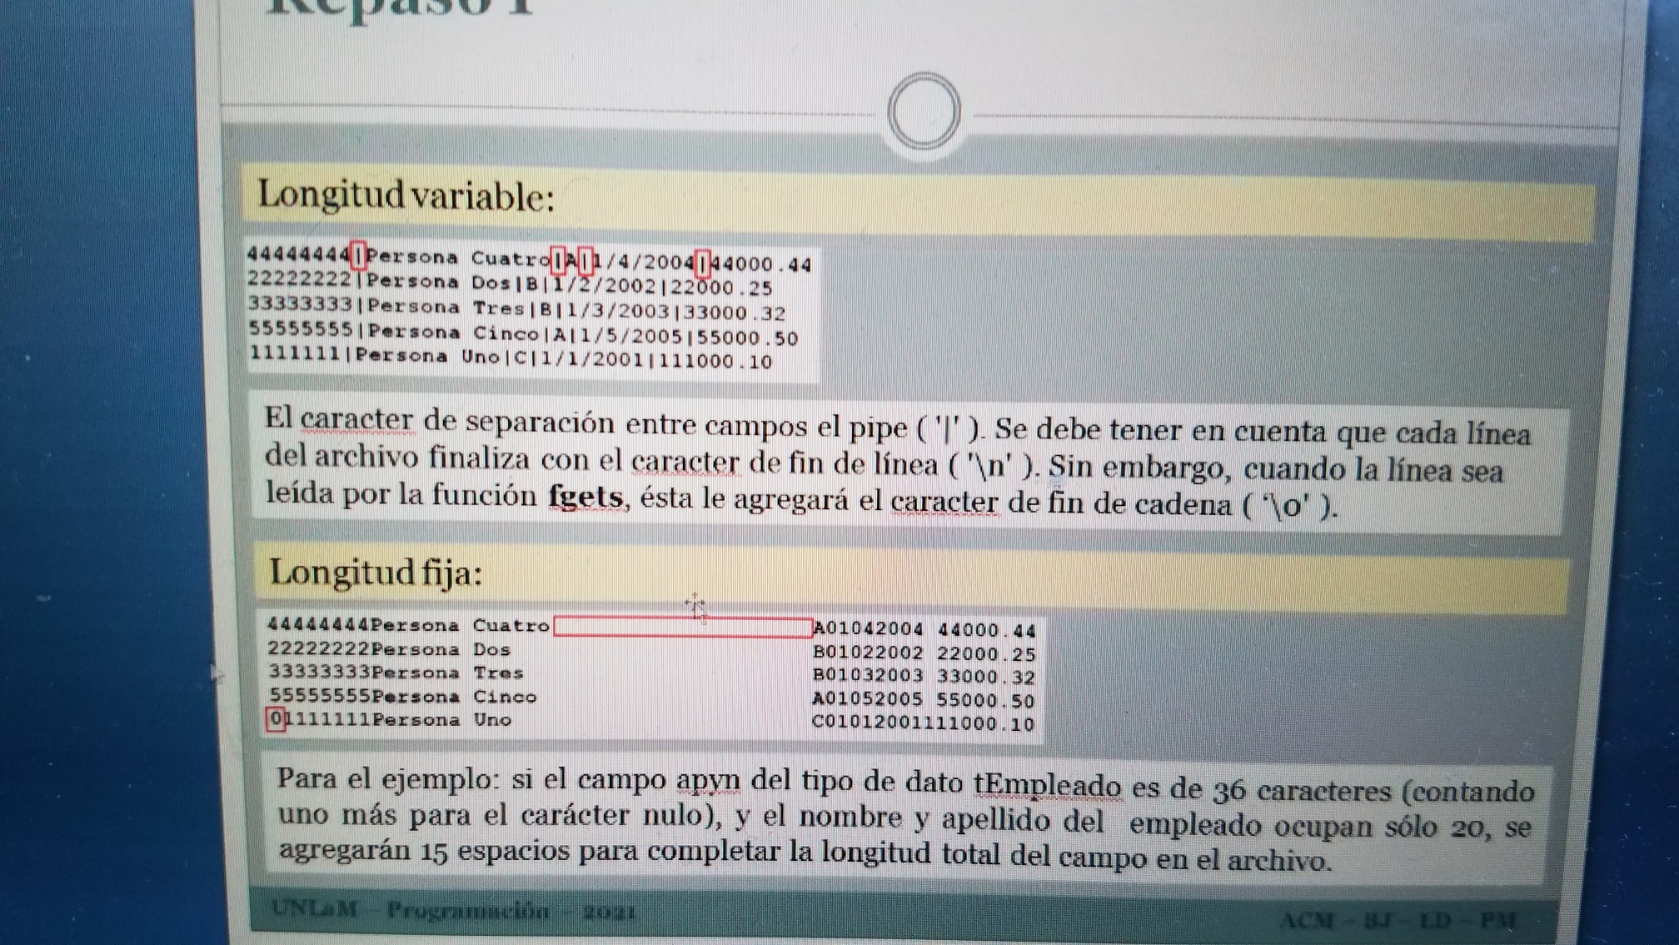 Repaso I
Longitud variable:
44444444|Persona Cuatro|A|1/4/2004|44000.44
22222222|Persona Dos|B|1/2/2002|22000.25
33333333|Persona Tres|B|1/3/2003|33000.32
55555555|Persona Cinco|A|1/5/2005|55000.50
1111111|Persona Uno|C|1/1/2001|111000.10
El caracter de separación entre campos el pipe ( '|' ). Se debe tener en cuenta que cada línea
del archivo finaliza con el caracter de fin de línea ( '\n' ). Sin embargo, cuando la línea sea
leída por la función fgets, ésta le agregará el caracter de fin de cadena ( '\0' ).
Longitud fija:
44444444Persona Cuatro A01042004 44000.44
22222222Persona Dos B01022002 22000.25
33333333Persona Tres B01032003 33000.32
55555555Persona Cinco A01052005 55000.50
01111111Persona Uno C01012001111000.10
Para el ejemplo: si el campo apyn del tipo de dato tEmpleado es de 36 caracteres (contando
uno más para el carácter nulo), y el nombre y apellido del empleado ocupan sólo 20, se
agregarán 15 espacios para completar la longitud total del campo en el archivo.
UNLaM – Programación – 2021
ACM – BJ – LD – PM